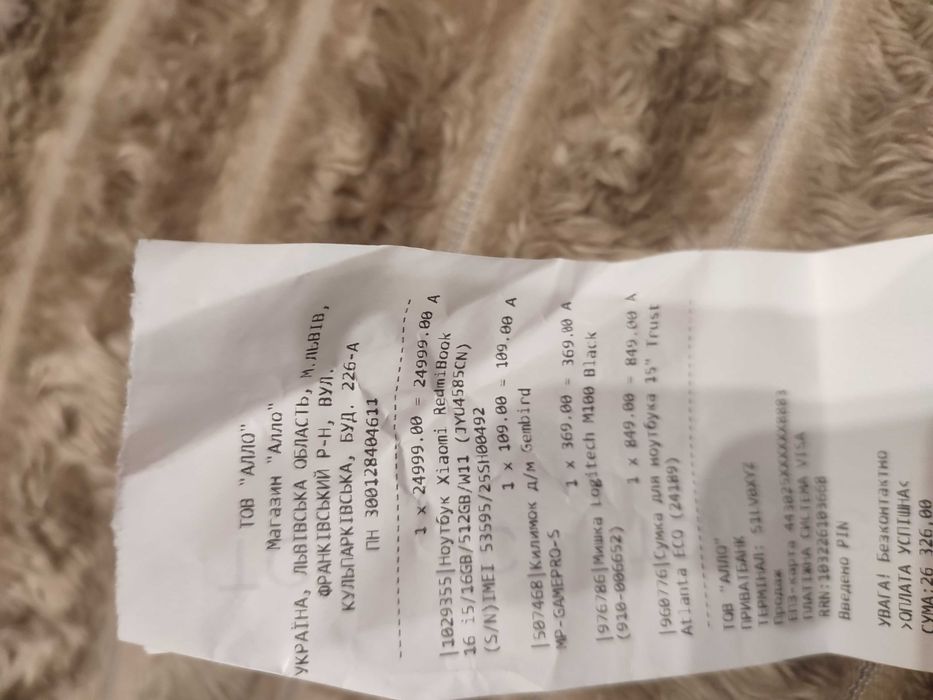 ТОВ "АЛЛО"
Магазин "Алло"
УКРАЇНА, ЛЬВІВСЬКА ОБЛАСТЬ, М.ЛЬВІВ,
ФРАНКІВСЬКИЙ Р-Н, ВУЛ.
КУЛЬПАРКІВСЬКА, БУД. 226-А
ПН 300128404611
1 x 24999.00 = 24999.00 А
|1029355|Ноутбук Xiaomi RedmiBook
16 i5/16GB/512GB/W11 (JYU4585CN)
(S/N)IMEI 53595/25SH00492
1 x 109.00 = 109.00 А
|507468|Килимок д/м Gembird
MP-GAMEPRO-S
1 x 369.00 = 369.00 А
|976786|Мишка Logitech M100 Black
(910-006652)
1 x 849.00 = 849.00 А
|960776|Сумка для ноутбука 15" Trust
Atlanta ECO (24189)
ТОВ "АЛЛО"
ПРИВАТБАНК
ТЕРМІНАЛ:
Продаж
ЕПЗ-карта
ПЛАТІЖНА СИСТЕМА VISA
Введено PIN
УВАГА! Безконтактно
>ОПЛАТА УСПІШНА<
СУМА:26 326,00